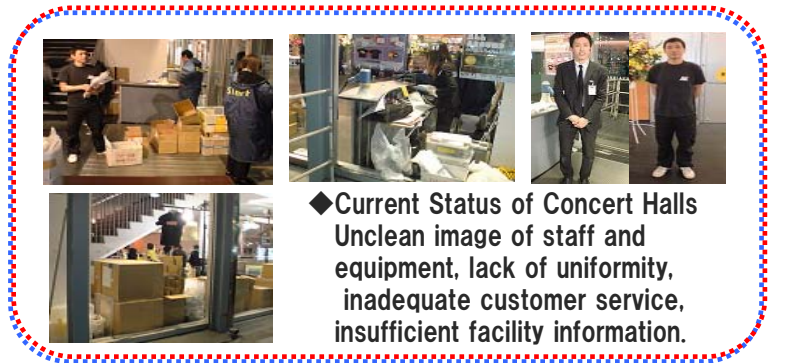 Staff
◆Current Status of Concert Halls
Unclean image of staff and
equipment, lack of uniformity,
inadequate customer service,
insufficient facility information.